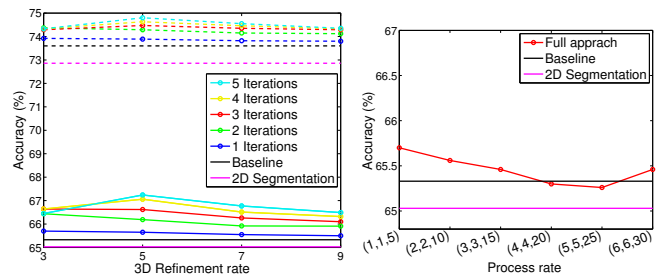 75
74
73
72
71
70
69
68
67
66
65
Accuracy (%)
3
5
7
9
3D Refinement rate
5 Iterations
4 Iterations
3 Iterations
2 Iterations
1 Iterations
Baseline
2D Segmentation
67
66.5
66
65.5
65
Accuracy (%)
(1,1,5)
(2,2,10)
(3,3,15)
(4,4,20)
(5,5,25)
(6,6,30)
Process rate
Full apprach
Baseline
2D Segmentation